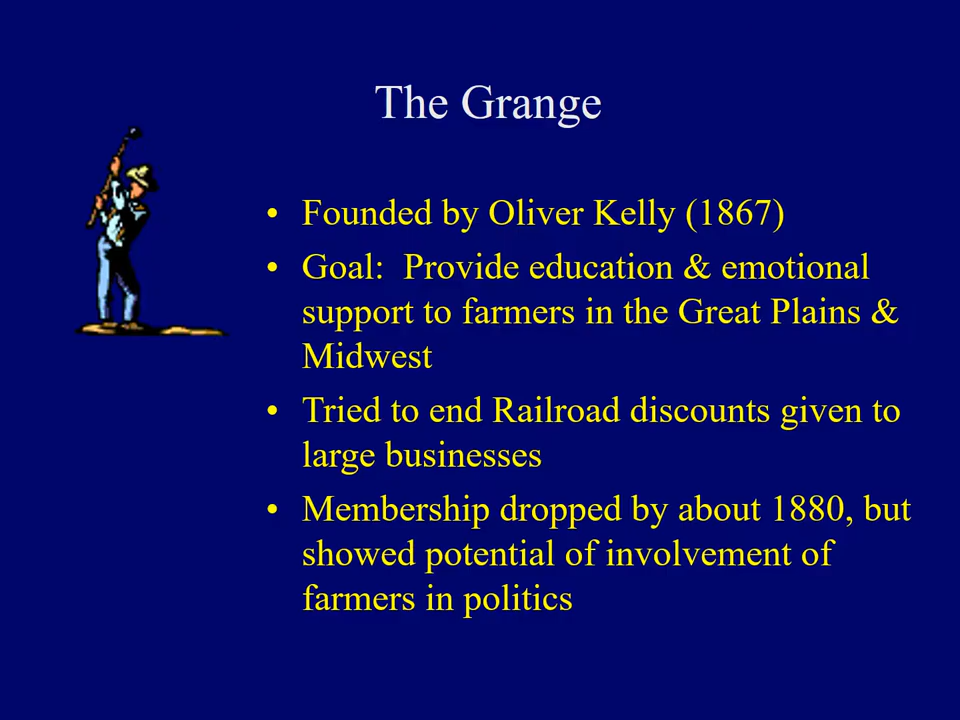 The Grange
• Founded by Oliver Kelly (1867)
• Goal:  Provide education & emotional
support to farmers in the Great Plains &
Midwest
• Tried to end Railroad discounts given to
large businesses
• Membership dropped by about 1880, but
showed potential of involvement of
farmers in politics